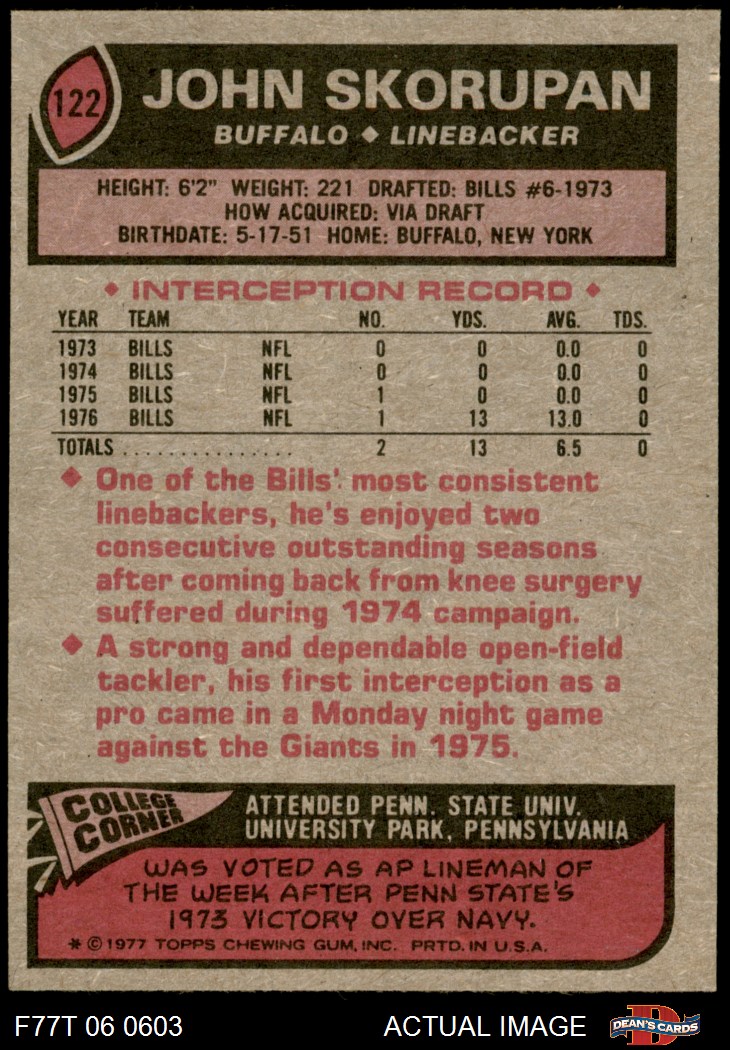 122
JOHN SKORUPAN
BUFFALO ◆ LINEBACKER
HEIGHT: 6'2" WEIGHT: 221 DRAFTED: BILLS #6-1973
HOW ACQUIRED: VIA DRAFT
BIRTHDATE: 5-17-51 HOME: BUFFALO, NEW YORK
◆ INTERCEPTION RECORD ◆
YEAR TEAM NO. YDS. AVG. TDS.
1973 BILLS NFL 0 0 0.0 0
1974 BILLS NFL 0 0 0.0 0
1975 BILLS NFL 1 0 0.0 0
1976 BILLS NFL 1 13 13.0 0
TOTALS . . . . . . . . . . . . . . . 2 13 6.5 0
◆ One of the Bills' most consistent
linebackers, he's enjoyed two
consecutive outstanding seasons
after coming back from knee surgery
suffered during 1974 campaign.
◆ A strong and dependable open-field
tackler, his first interception as a
pro came in a Monday night game
against the Giants in 1975.
COLLEGE
CORNER
ATTENDED PENN. STATE UNIV.
UNIVERSITY PARK, PENNSYLVANIA
WAS VOTED AS AP LINEMAN OF
THE WEEK AFTER PENN STATE'S
1973 VICTORY OVER NAVY.
* © 1977 TOPPS CHEWING GUM, INC. PRTD. IN U.S.A.
F77T 06 0603 ACTUAL IMAGE
D
DEAN'S CARDS